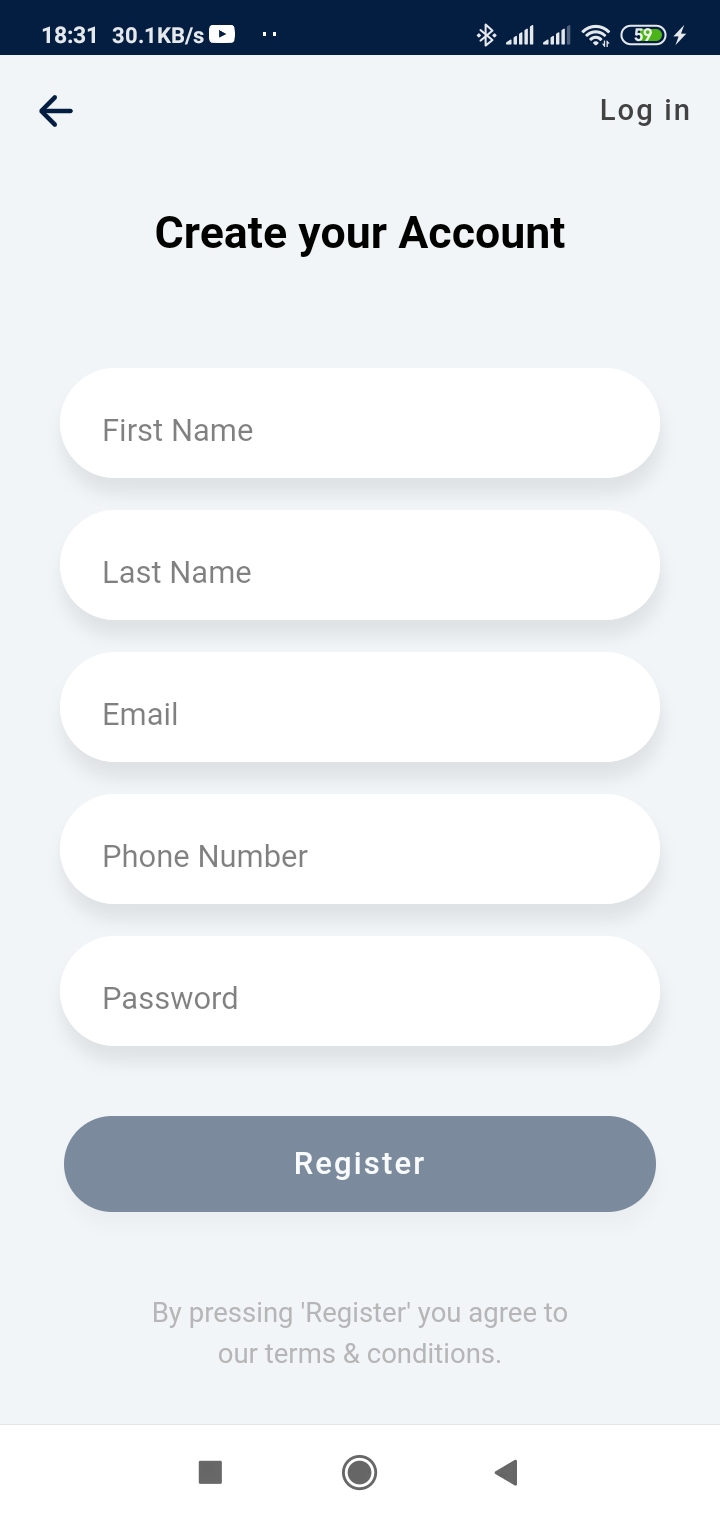 18:31 30.1KB/s 59
Log in
Create your Account
First Name
Last Name
Email
Phone Number
Password
Register
By pressing 'Register' you agree to
our terms & conditions.